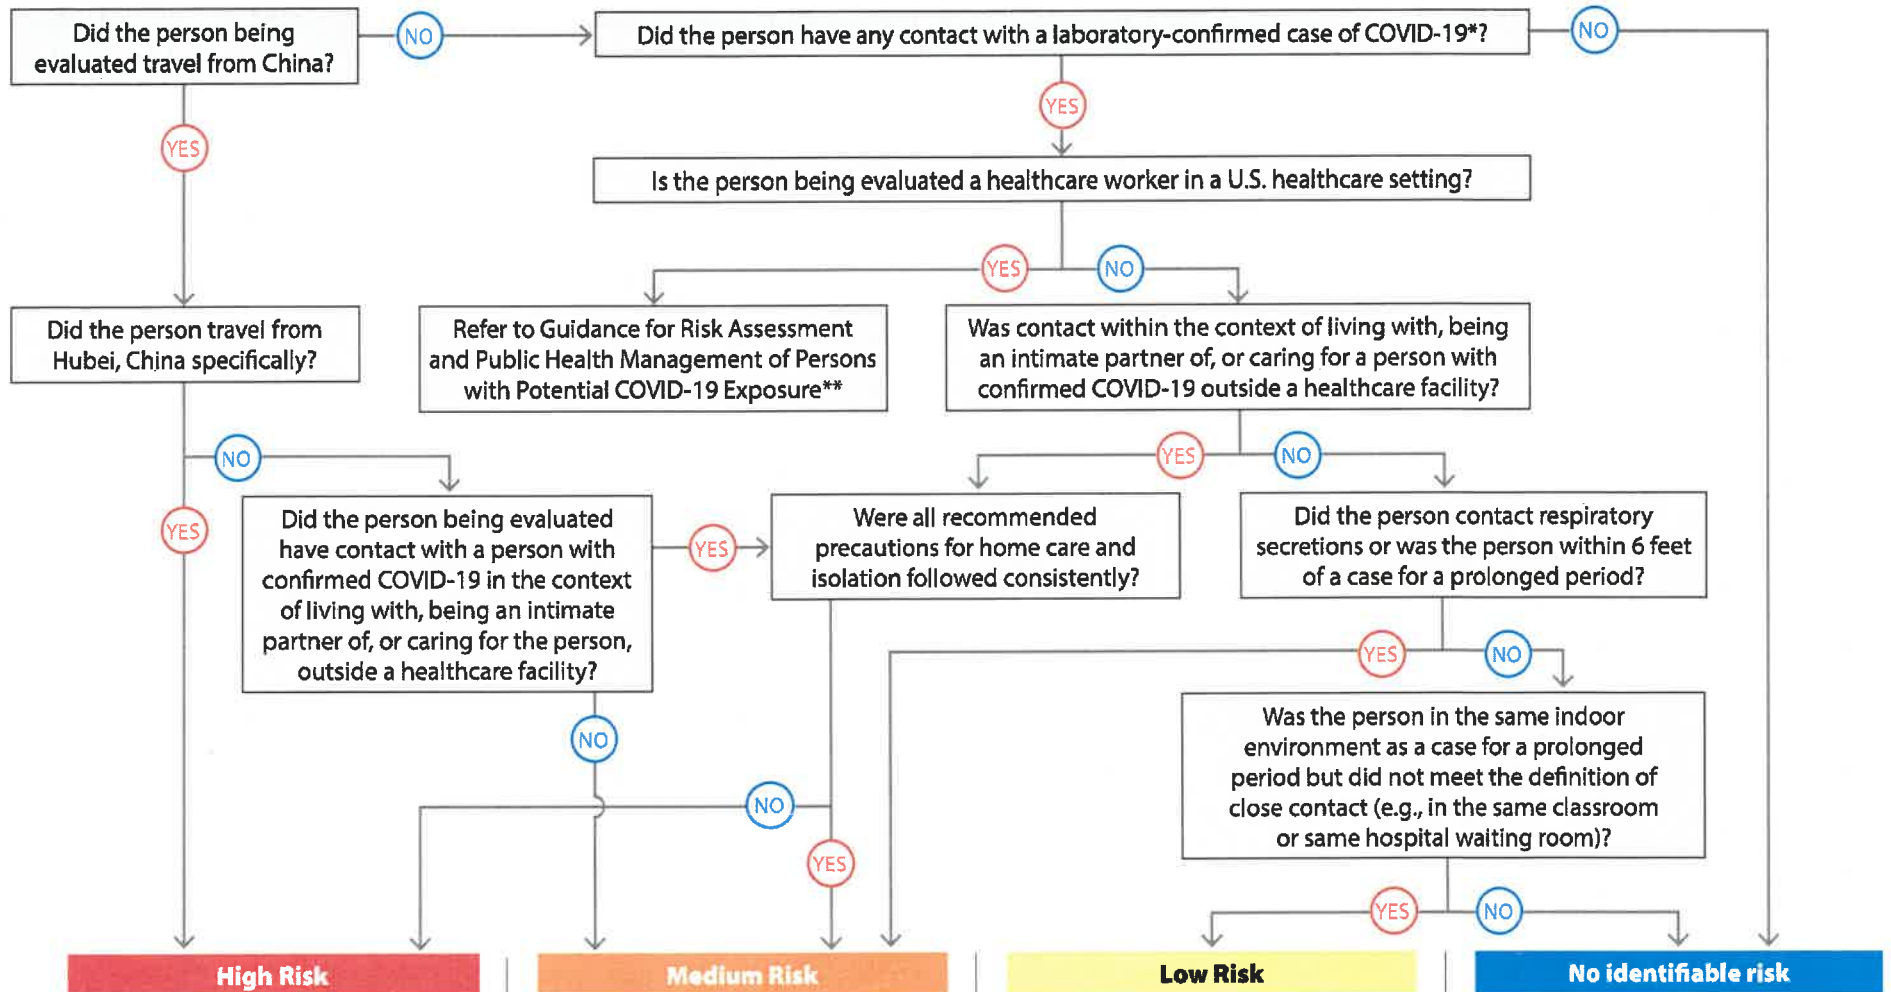 Did the person being
evaluated travel from China?
NO
Did the person have any contact with a laboratory-confirmed case of COVID-19*?
NO
YES
YES
Is the person being evaluated a healthcare worker in a U.S. healthcare setting?
YES
NO
Did the person travel from
Hubei, China specifically?
Refer to Guidance for Risk Assessment
and Public Health Management of Persons
with Potential COVID-19 Exposure**
Was contact within the context of living with, being
an intimate partner of, or caring for a person with
confirmed COVID-19 outside a healthcare facility?
NO
YES
NO
YES
Did the person being evaluated
have contact with a person with
confirmed COVID-19 in the context
of living with, being an intimate
partner of, or caring for the person,
outside a healthcare facility?
YES
Were all recommended
precautions for home care and
isolation followed consistently?
Did the person contact respiratory
secretions or was the person within 6 feet
of a case for a prolonged period?
YES
NO
NO
Was the person in the same indoor
environment as a case for a prolonged
period but did not meet the definition of
close contact (e.g., in the same classroom
or same hospital waiting room)?
NO
YES
YES
NO
High Risk
Medium Risk
Low Risk
No identifiable risk